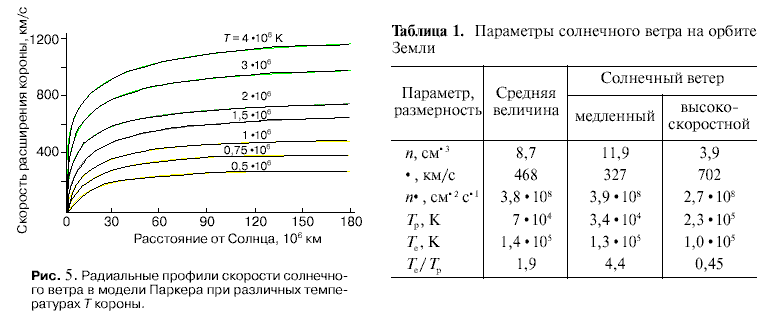 Скорость расширения короны, км/с
1200
800
400
T = 4 • 10⁶ K
3 • 10⁶
2 • 10⁶
1,5 • 10⁶
1 • 10⁶
0,75 • 10⁶
0,5 • 10⁶
0 30 60 90 120 150 180
Расстояние от Солнца, 10⁶ км
Рис. 5. Радиальные профили скорости солнечно-
го ветра в модели Паркера при различных темпе-
ратурах T короны.
Таблица 1. Параметры солнечного ветра на орбите
Земли
Параметр, размерность Средняя величина Солнечный ветер
медленный высоко-скоростной
n, см•³ 8,7 11,9 3,9
•, км/с 468 327 702
n•, см•² с•¹ 3,8 • 10⁸ 3,9 • 10⁸ 2,7 • 10⁸
Tp, K 7 • 10⁴ 3,4 • 10⁴ 2,3 • 10⁵
Te, K 1,4 • 10⁵ 1,3 • 10⁵ 1,0 • 10⁵
Te/Tp 1,9 4,4 0,45